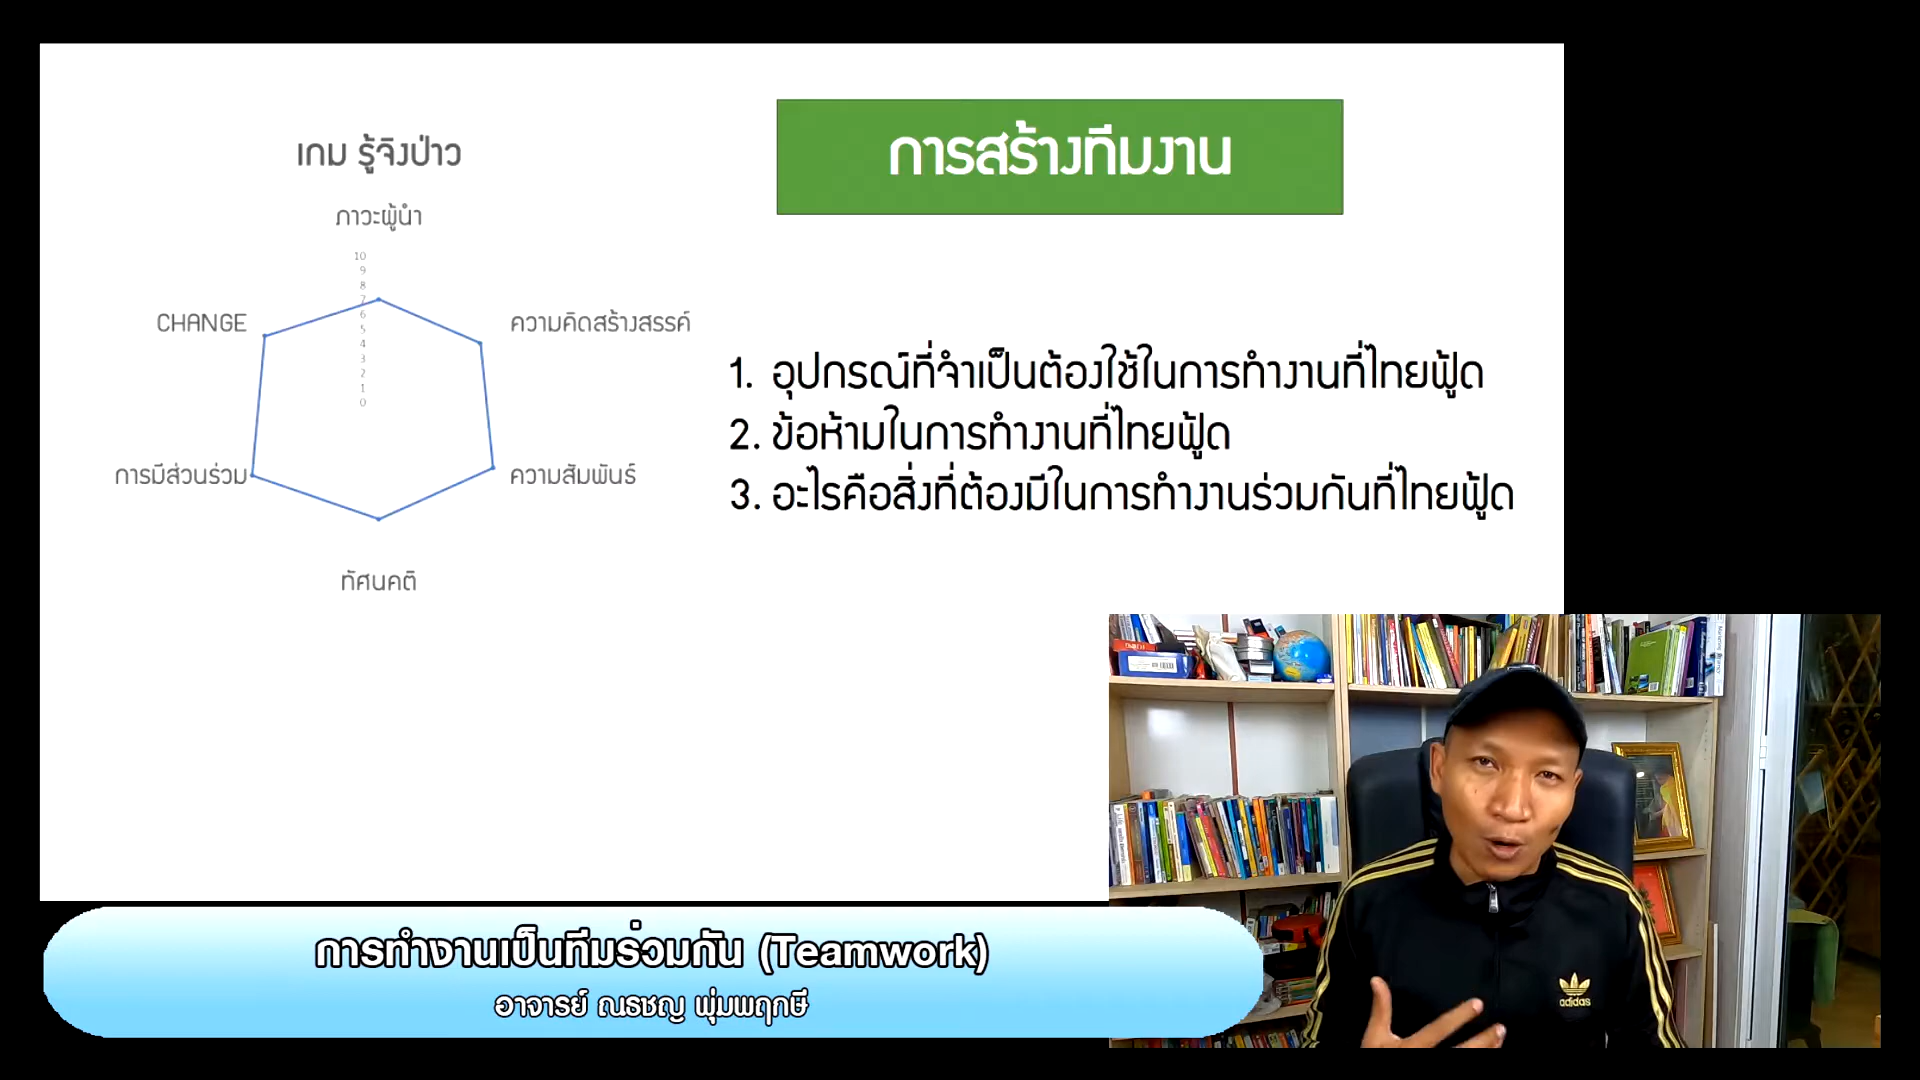 การสร้างทีมงาน
เกม รู้จิงป่าว
ภาวะผู้นำ
10
9
8
7
6
5
4
3
2
1
0
CHANGE
ความคิดสร้างสรรค์
การมีส่วนร่วม
ความสัมพันธ์
ทัศนคติ
1. อุปกรณ์ที่จำเป็นต้องใช้ในการทำงานที่ไทยฟู้ด
2. ข้อห้ามในการทำงานที่ไทยฟู้ด
3. อะไรคือสิ่งที่ต้องมีในการทำงานร่วมกันที่ไทยฟู้ด
การทำงานเป็นทีมร่วมกัน (Teamwork)
อาจารย์ ณธชญ พุ่มพฤกษี
adidas